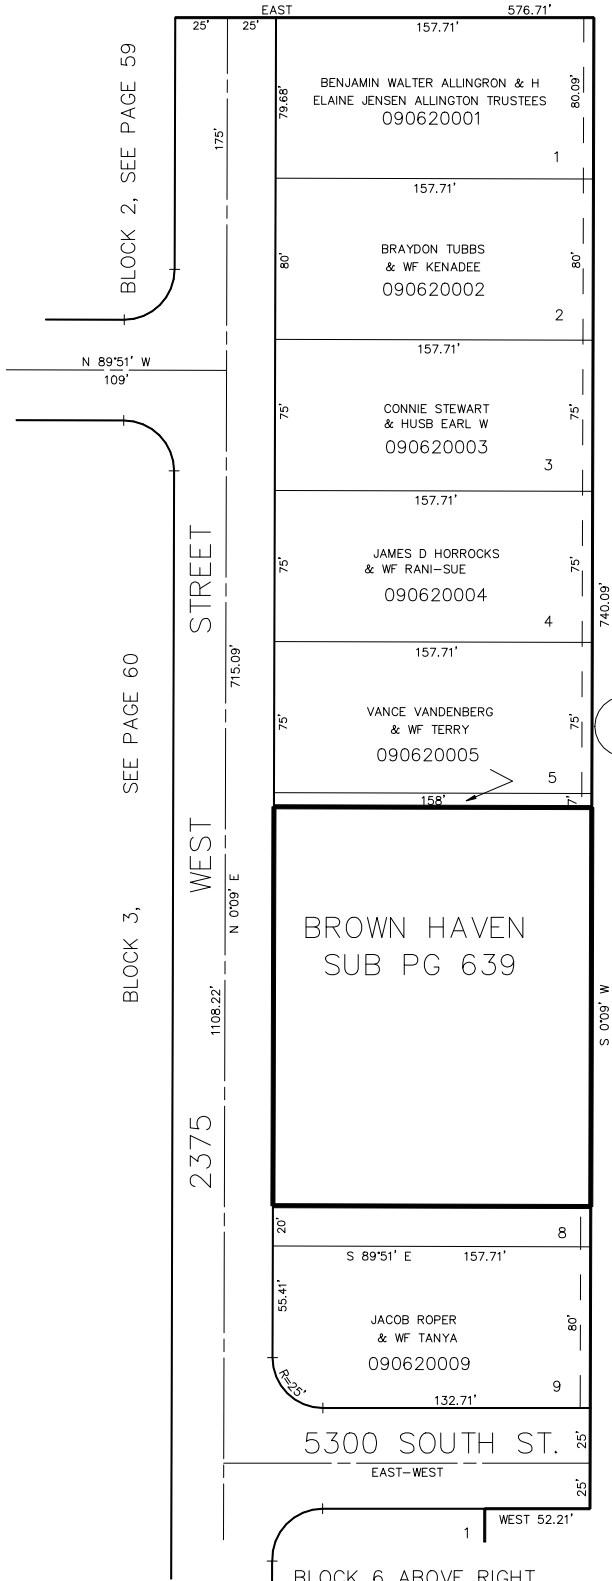 EAST
576.71'
25'
25'
157.71'
BENJAMIN WALTER ALLINGRON & H
ELAINE JENSEN ALLINGTON TRUSTEES
090620001
79.68'
80.09'
175'
1
BLOCK 2, SEE PAGE 59
157.71'
BRAYDON TUBBS
& WF KENADEE
090620002
80'
80'
2
157.71'
N 89°51' W
109'
CONNIE STEWART
& HUSB EARL W
090620003
75'
75'
3
157.71'
JAMES D HORROCKS
& WF RANI-SUE
090620004
75'
75'
4
740.09'
157.71'
715.09'
VANCE VANDENBERG
& WF TERRY
090620005
75'
75'
5
158'
7'
BLOCK 3, SEE PAGE 60
2375 WEST STREET
N 0°09' E
1108.22'
BROWN HAVEN
SUB PG 639
S 0°09' W
20'
8
S 89°51' E
157.71'
55.41'
JACOB ROPER
& WF TANYA
090620009
80'
R=25'
9
132.71'
5300 SOUTH ST.
25'
EAST-WEST
25'
WEST 52.21'
1
BLOCK 6 ABOVE RIGHT